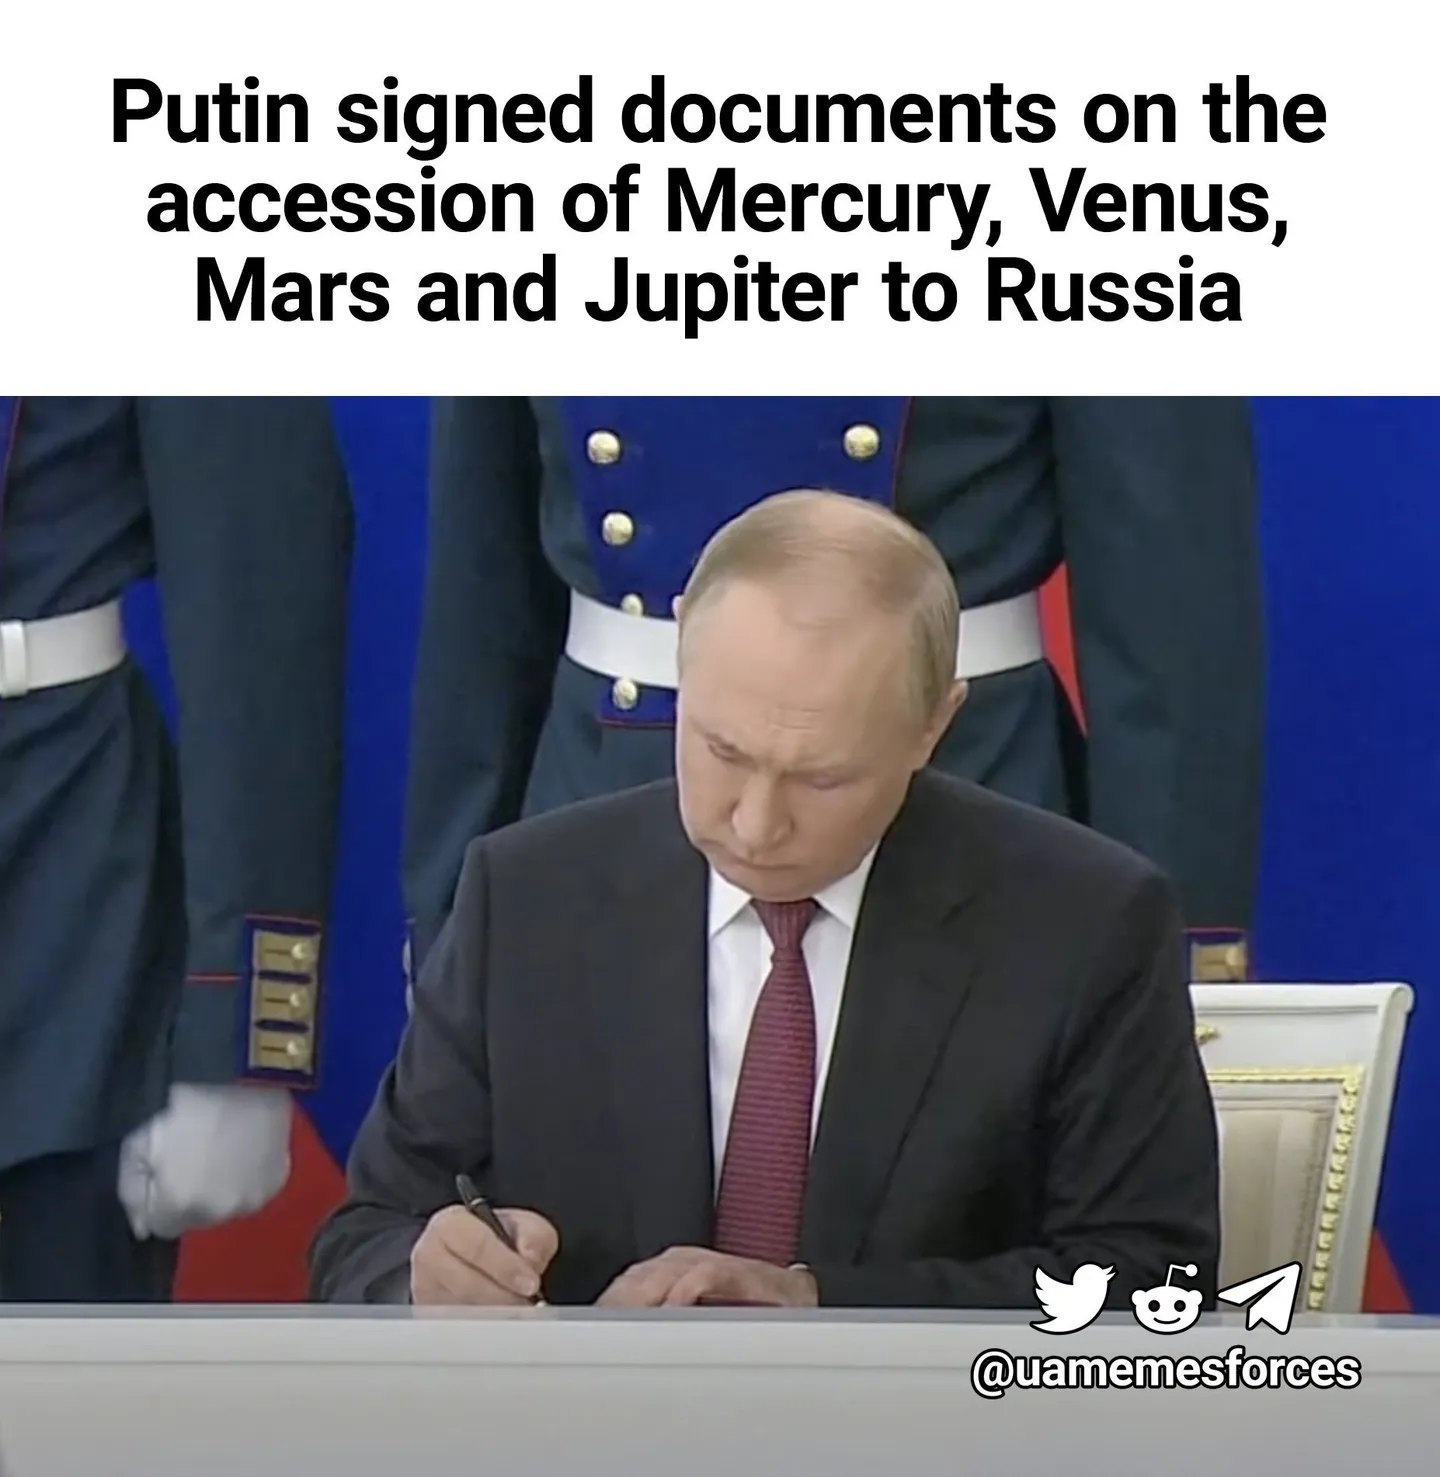 Putin signed documents on the
accession of Mercury, Venus,
Mars and Jupiter to Russia
@uamemesforces